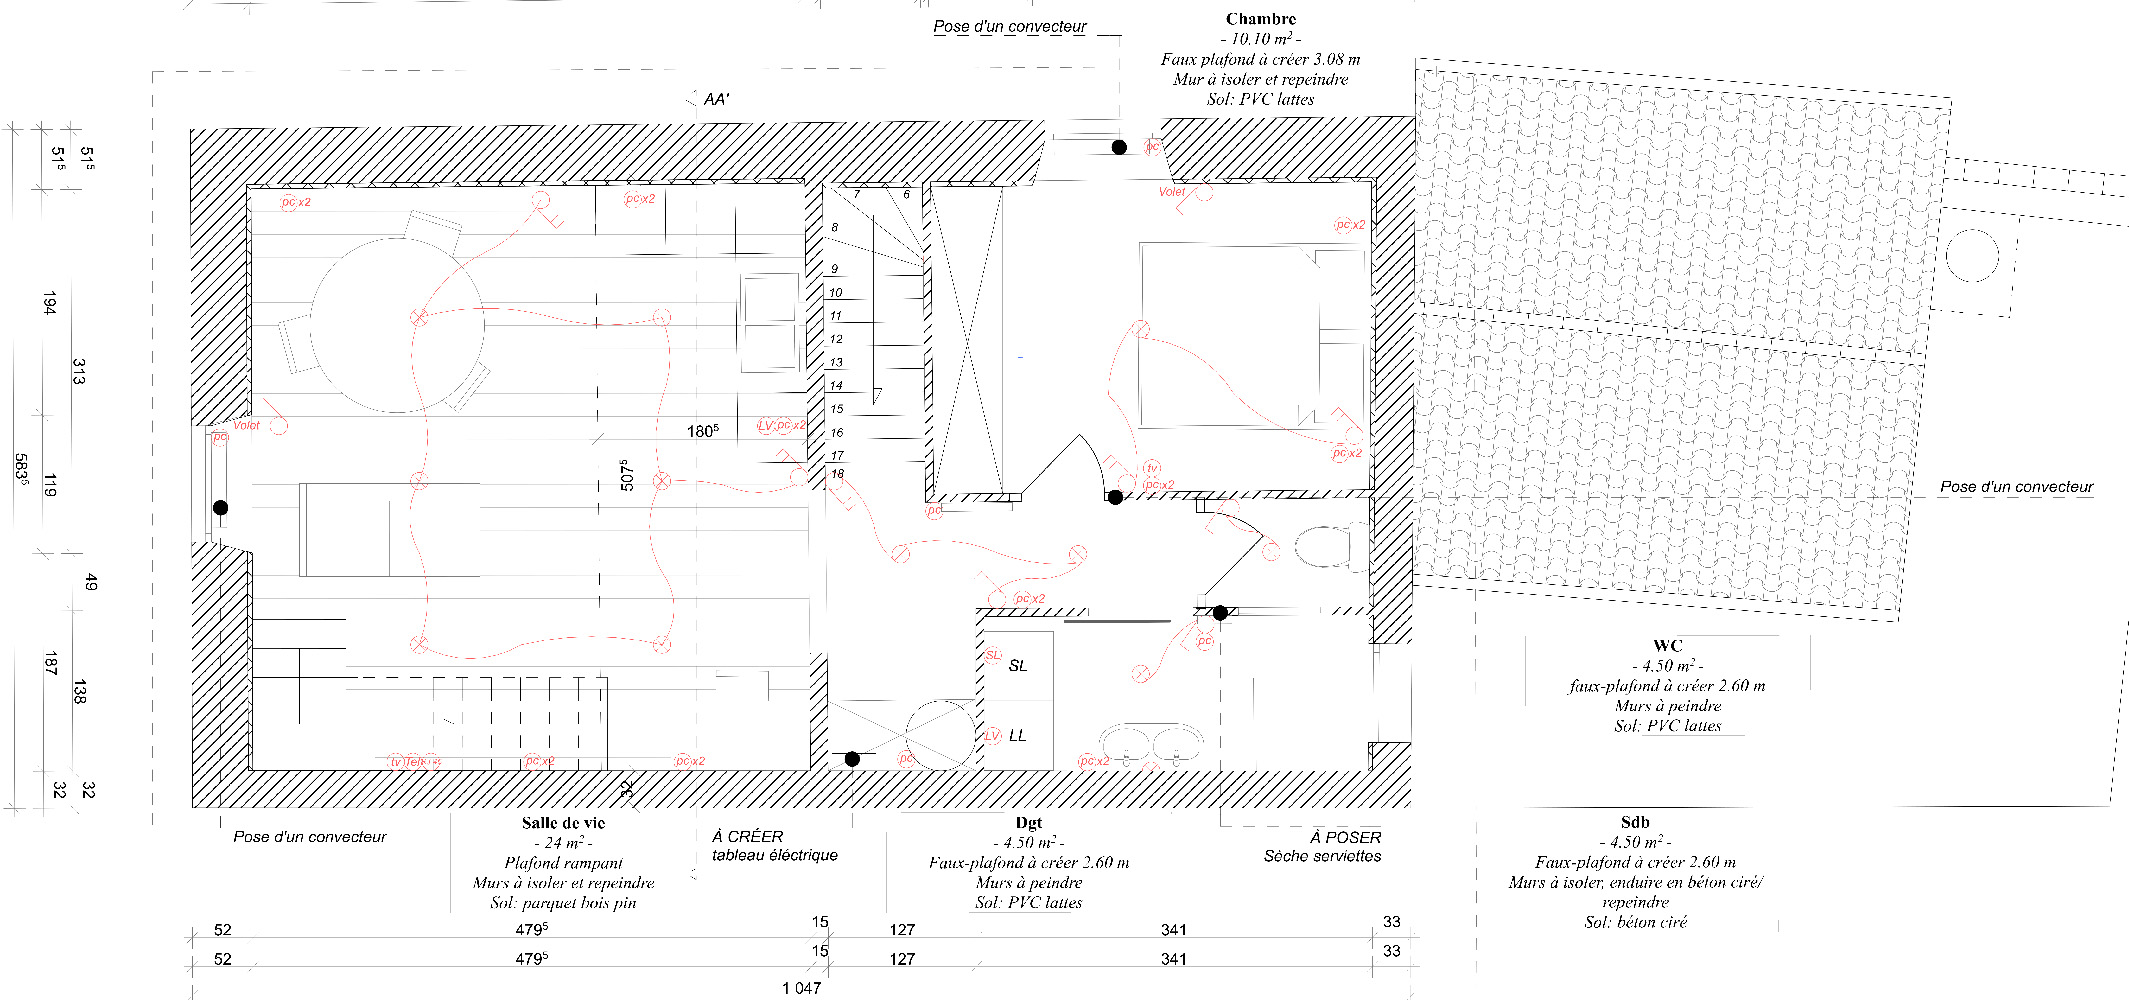 Pose d'un convecteur
Chambre
- 10.10 m² -
Faux plafond à créer 3.08 m
Mur à isoler et repeindre
Sol: PVC lattes
AA'
51⁵
51⁵
pc
pc x2
pc x2
7
6
Volet
pc x2
8
9
10
11
12
13
14
15
16
17
18
194
313
583⁵
119
49
187
138
32
32
Volet
pc
180⁵
507⁵
LV pc x2
pc x2
tv
pc x2
pc
Pose d'un convecteur
pc x2
pc
SL
SL
LV
LL
tv
pc x2
pc x2
pc
pc x2
32
WC
- 4.50 m² -
faux-plafond à créer 2.60 m
Murs à peindre
Sol: PVC lattes
Pose d'un convecteur
Salle de vie
- 24 m² -
Plafond rampant
Murs à isoler et repeindre
Sol: parquet bois pin
À CRÉER
tableau éléctrique
Dgt
- 4.50 m² -
Faux-plafond à créer 2.60 m
Murs à peindre
Sol: PVC lattes
À POSER
Sèche serviettes
Sdb
- 4.50 m² -
Faux-plafond à créer 2.60 m
Murs à isoler, enduire en béton ciré/
repeindre
Sol: béton ciré
52
479⁵
15
127
341
33
52
479⁵
15
127
341
33
1 047